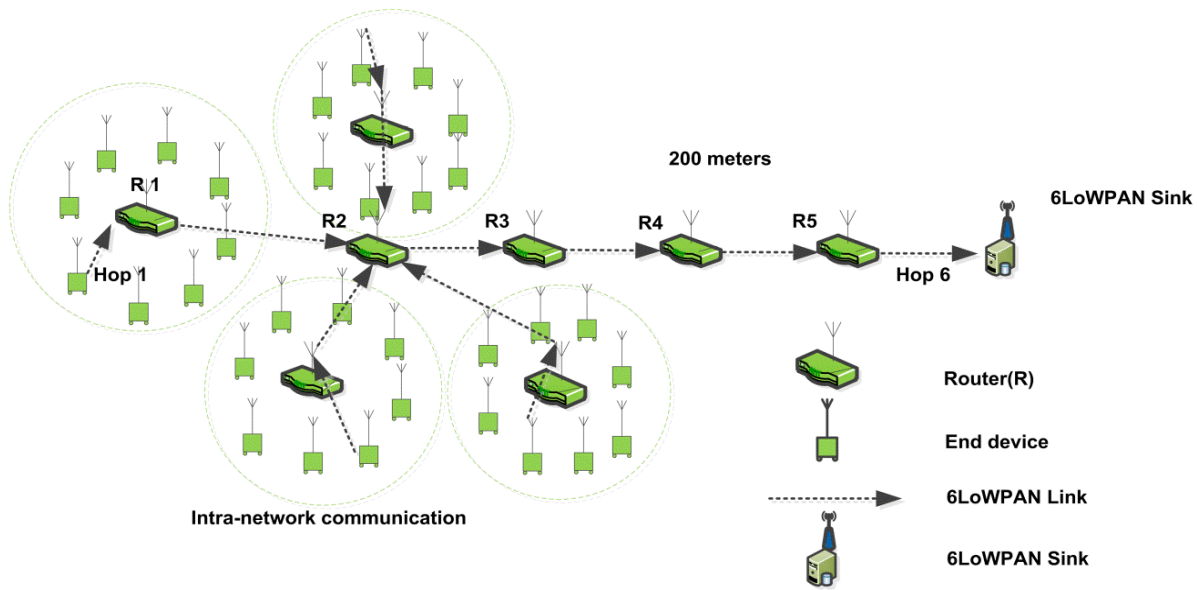 200 meters
6LoWPAN Sink
R 1
R2
R3
R4
R5
Hop 1
Hop 6
Router(R)
End device
6LoWPAN Link
Intra-network communication
6LoWPAN Sink